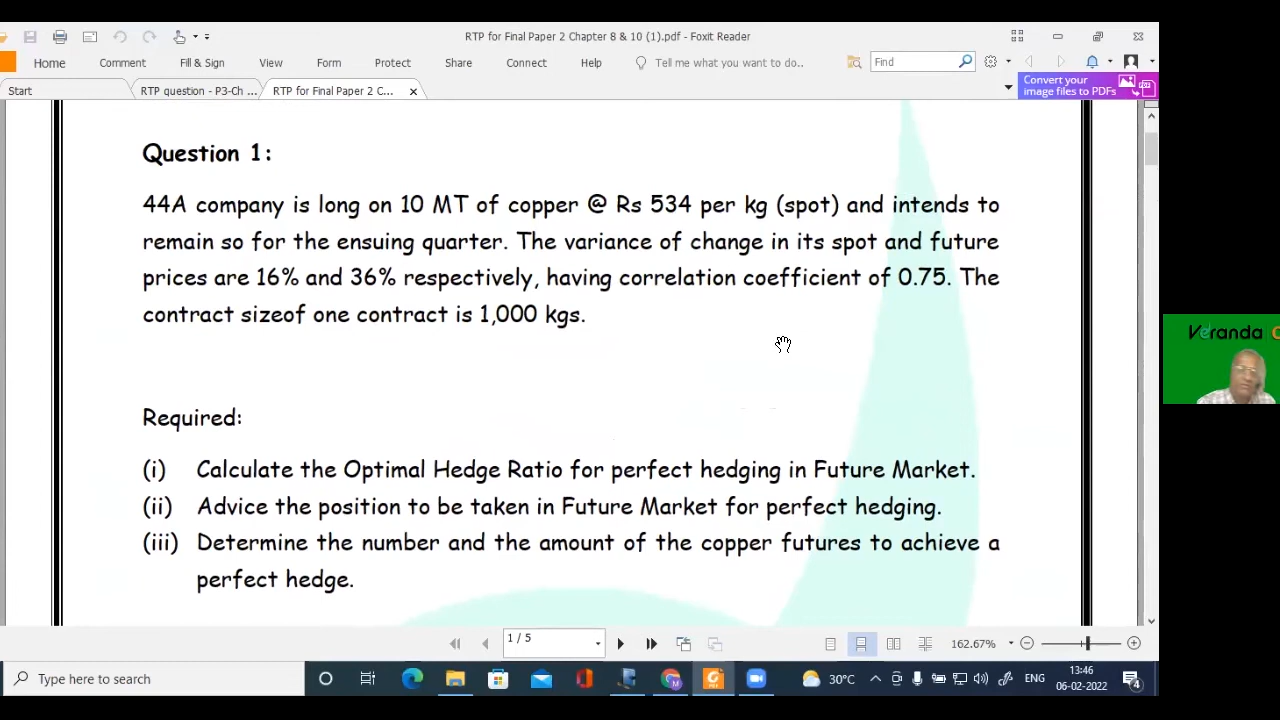 RTP for Final Paper 2 Chapter 8 & 10 (1).pdf - Foxit Reader
Home Comment Fill & Sign View Form Protect Share Connect Help Tell me what you want to do.. Find
Convert your
image files to PDFs
Start RTP question - P3-Ch ... RTP for Final Paper 2 C...
Question 1:
44A company is long on 10 MT of copper @ Rs 534 per kg (spot) and intends to
remain so for the ensuing quarter. The variance of change in its spot and future
prices are 16% and 36% respectively, having correlation coefficient of 0.75. The
contract sizeof one contract is 1,000 kgs.
Veranda
Required:
(i) Calculate the Optimal Hedge Ratio for perfect hedging in Future Market.
(ii) Advice the position to be taken in Future Market for perfect hedging.
(iii) Determine the number and the amount of the copper futures to achieve a
perfect hedge.
1 / 5 162.67%
Type here to search 30°C ENG 13:46
06-02-2022 4